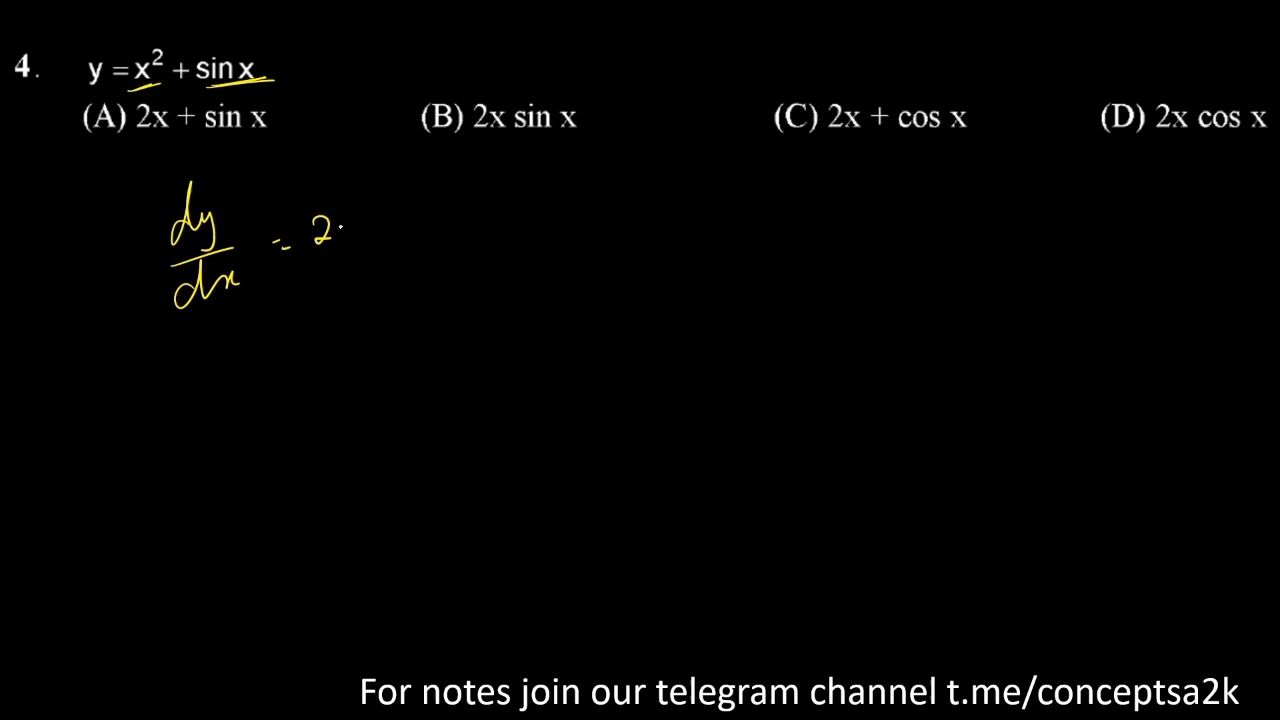 4. y = x² + sin x
(A) 2x + sin x (B) 2x sin x (C) 2x + cos x (D) 2x cos x
dy/dx = 2
For notes join our telegram channel t.me/conceptsa2k